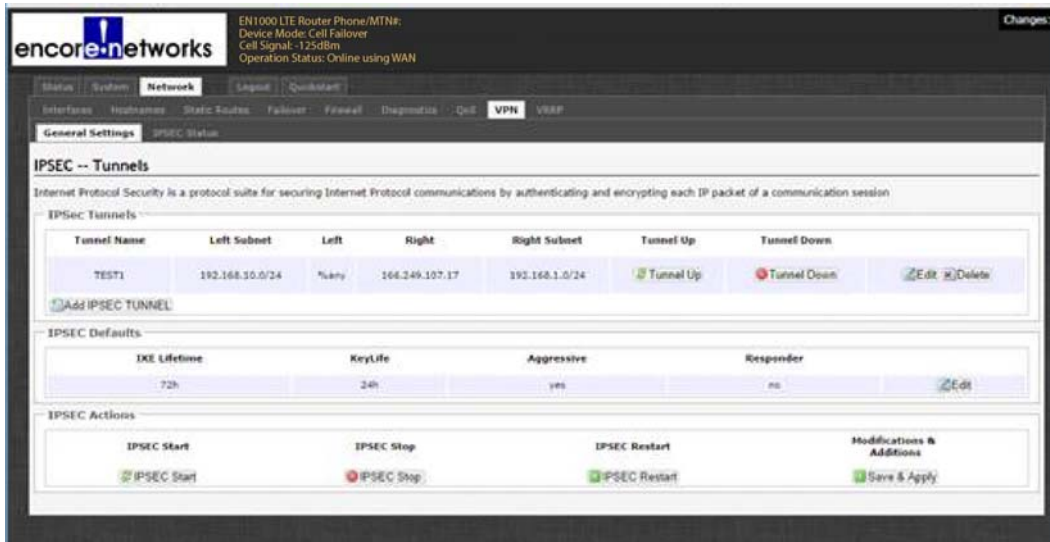 encore!networks
EN1000 LTE Router Phone/MTN#:
Device Mode: Cell Failover
Cell Signal: -125dBm
Operation Status: Online using WAN
Changes:
Status System Network Logout Quickstart
Interfaces Hostnames Static Routes Failover Firewall Diagnostics QoS VPN VRRP
General Settings IPSEC Status
IPSEC -- Tunnels
Internet Protocol Security is a protocol suite for securing Internet Protocol communications by authenticating and encrypting each IP packet of a communication session
IPSec Tunnels
Tunnel Name Left Subnet Left Right Right Subnet Tunnel Up Tunnel Down
TEST1 192.168.10.0/24 %any 166.249.107.17 192.168.1.0/24 Tunnel Up Tunnel Down Edit Delete
Add IPSEC TUNNEL
IPSEC Defaults
IKE Lifetime KeyLife Aggressive Responder
72h 24h yes no Edit
IPSEC Actions
IPSEC Start IPSEC Stop IPSEC Restart Modifications & Additions
IPSEC Start IPSEC Stop IPSEC Restart Save & Apply